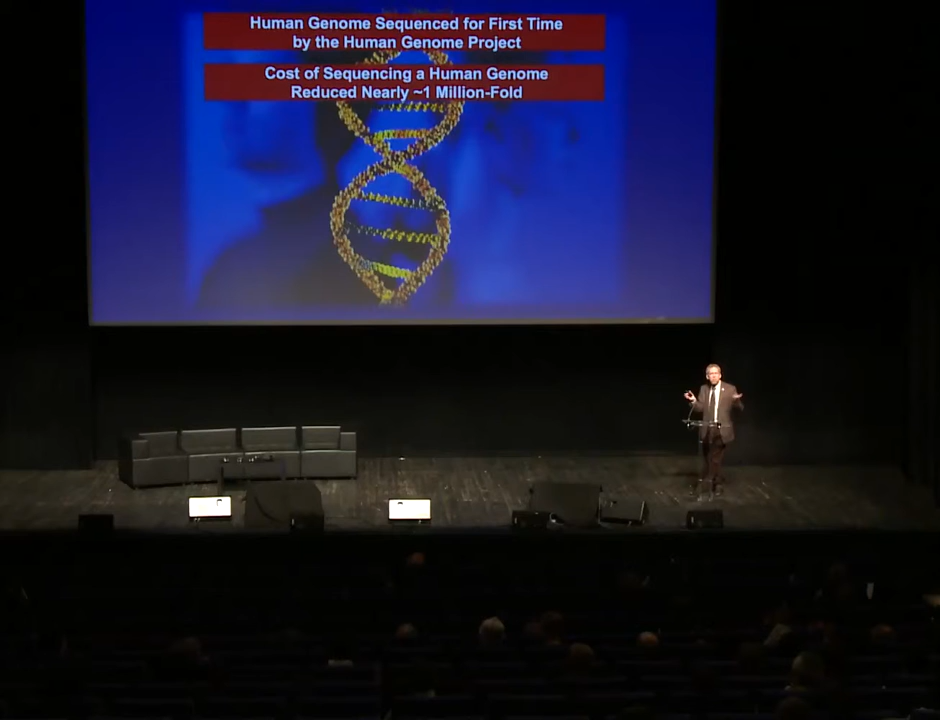 Human Genome Sequenced for First Time
by the Human Genome Project
Cost of Sequencing a Human Genome
Reduced Nearly ~1 Million-Fold